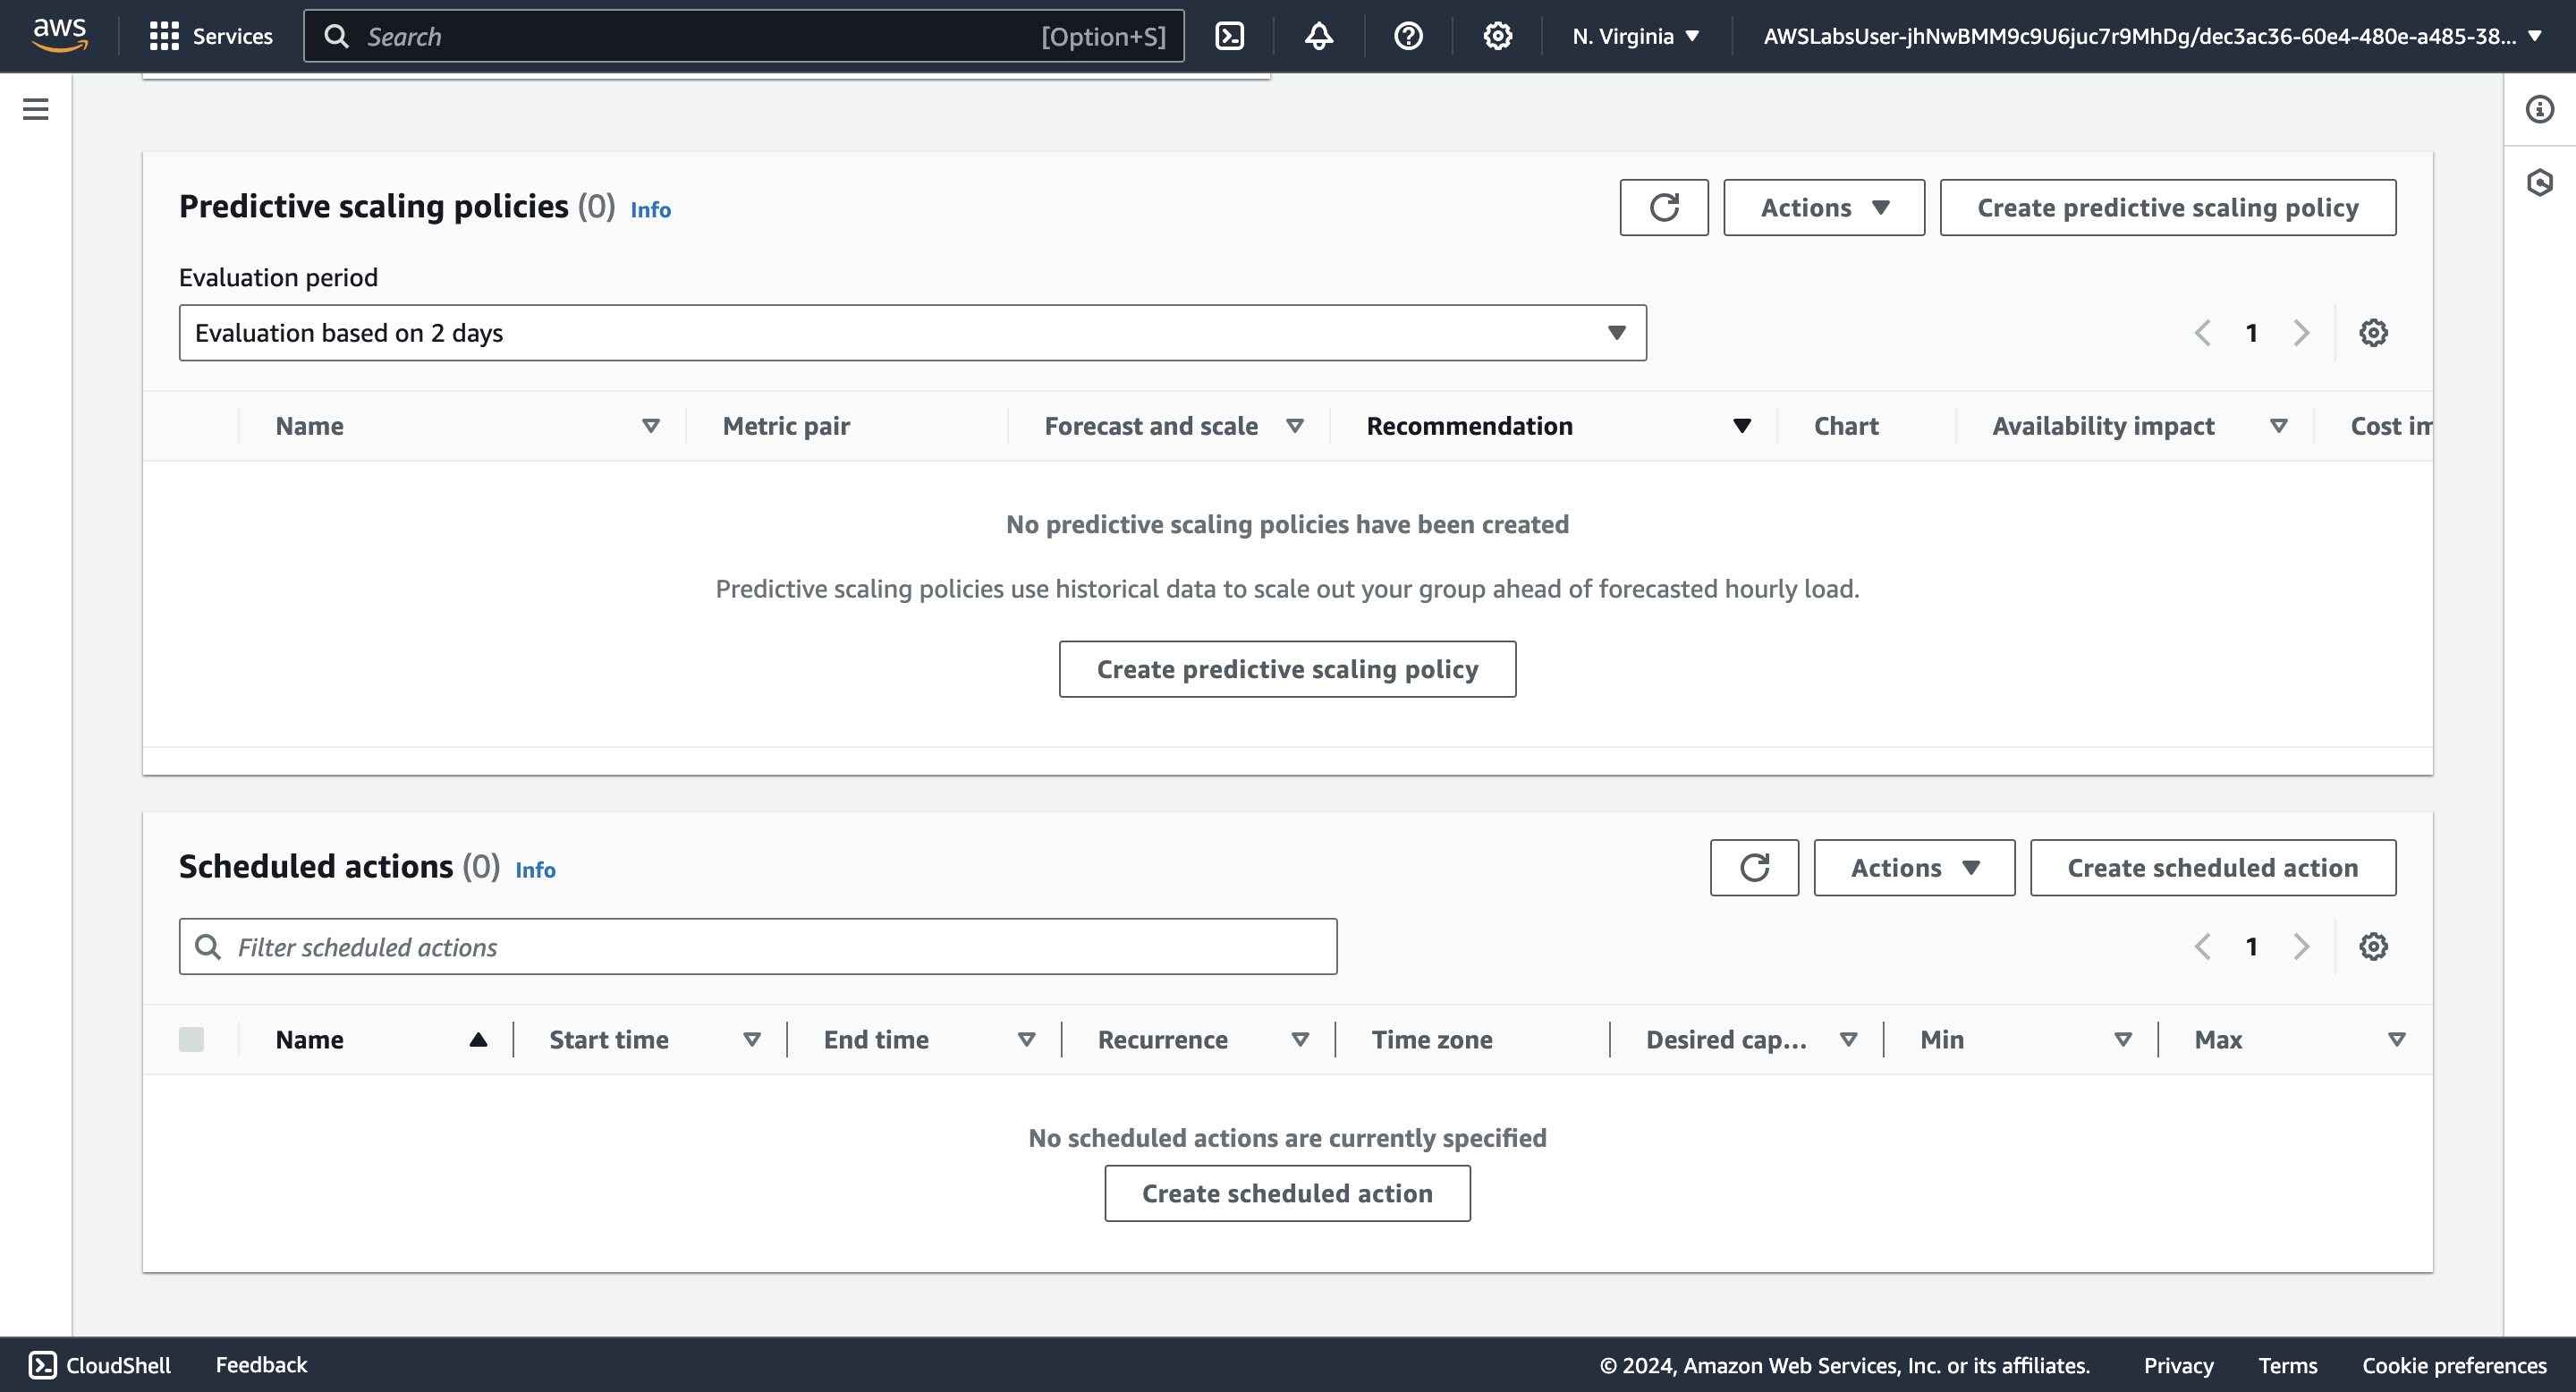 aws
Services
Search
[Option+S]
N. Virginia
AWSLabsUser-jhNwBMM9c9U6juc7r9MhDg/dec3ac36-60e4-480e-a485-38...
Predictive scaling policies (0) Info
Actions
Create predictive scaling policy
Evaluation period
Evaluation based on 2 days
1
Name
Metric pair
Forecast and scale
Recommendation
Chart
Availability impact
Cost im
No predictive scaling policies have been created
Predictive scaling policies use historical data to scale out your group ahead of forecasted hourly load.
Create predictive scaling policy
Scheduled actions (0) Info
Actions
Create scheduled action
Filter scheduled actions
1
Name
Start time
End time
Recurrence
Time zone
Desired cap...
Min
Max
No scheduled actions are currently specified
Create scheduled action
CloudShell
Feedback
© 2024, Amazon Web Services, Inc. or its affiliates.
Privacy
Terms
Cookie preferences